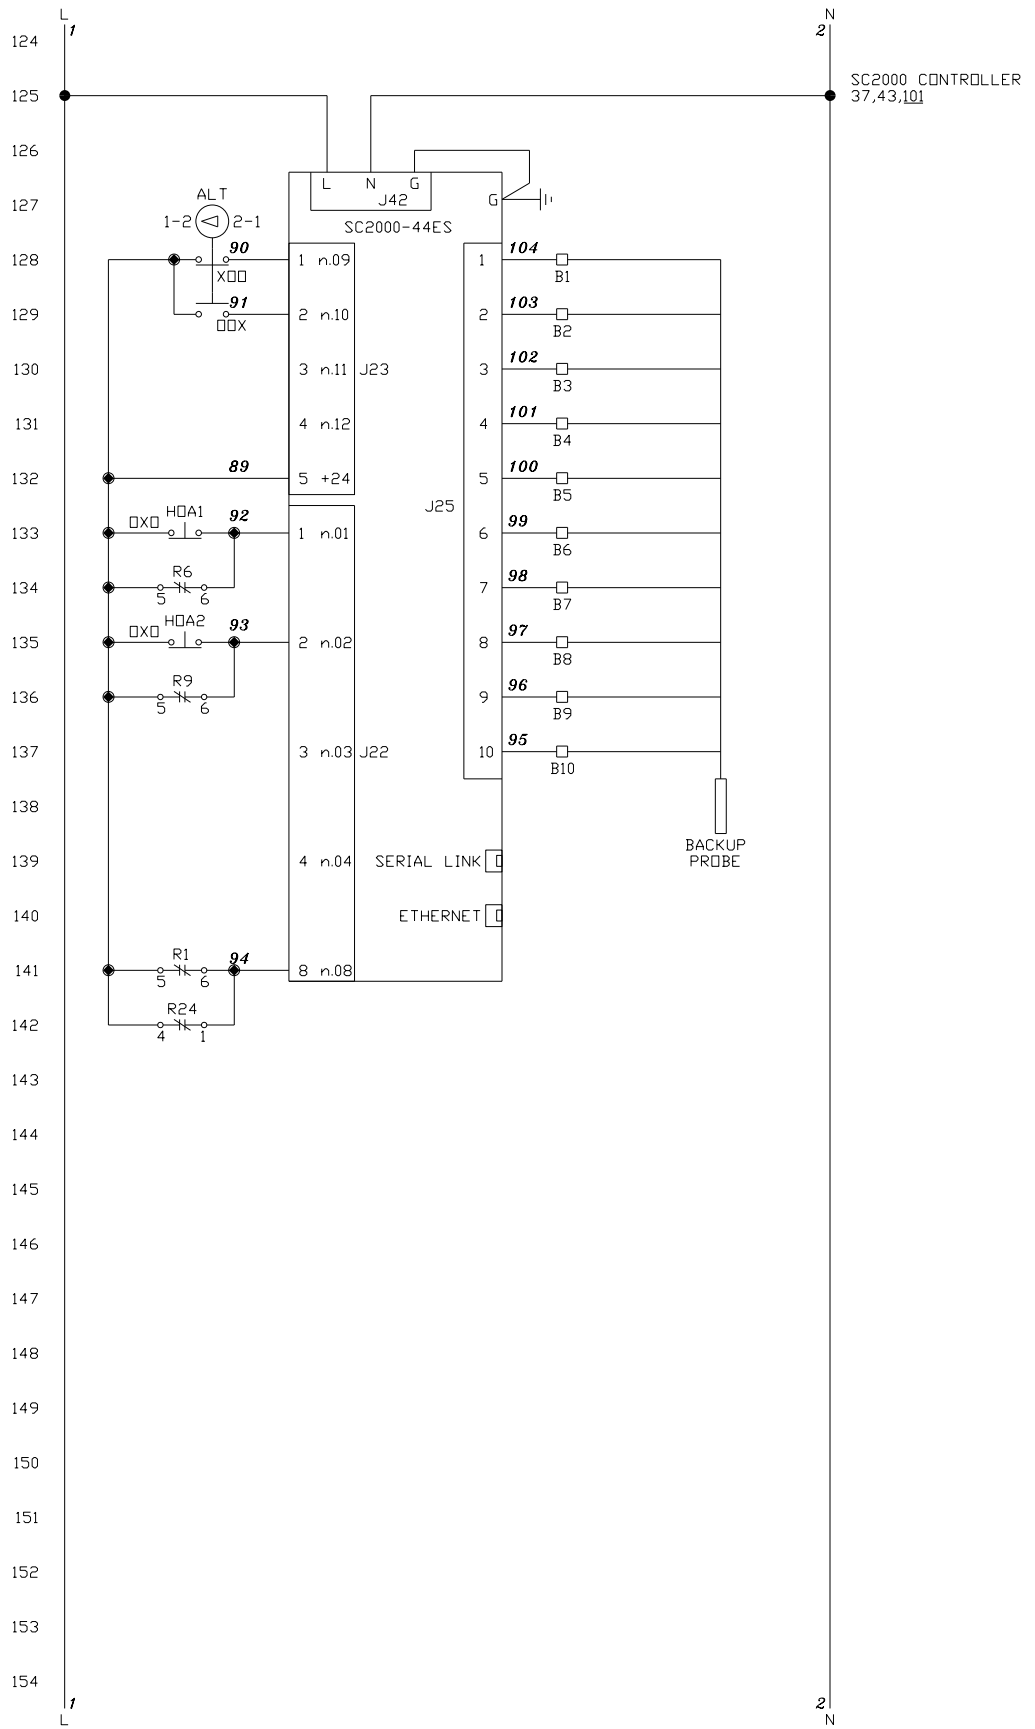 L N
1 2
124
SC2000 CONTROLLER
125 37,43,101
126
L N G
127 ALT J42 G
1-2 2-1 SC2000-44ES
90 104
128 1 n.09 1
XOO B1
91 103
129 2 n.10 2
OOX B2
102
130 3 n.11 J23 3
B3
101
131 4 n.12 4
B4
89 100
132 5 +24 5
B5
J25
OXO HOA1 92 99
133 1 n.01 6
B6
R6 98
134 7
5 6 B7
OXO HOA2 93 97
135 2 n.02 8
B8
R9 96
136 9
5 6 B9
95
137 3 n.03 J22 10
B10
138
BACKUP
139 4 n.04 SERIAL LINK PROBE
140 ETHERNET
R1 94
141 8 n.08
5 6
R24
142
4 1
143
144
145
146
147
148
149
150
151
152
153
154
1 2
L N